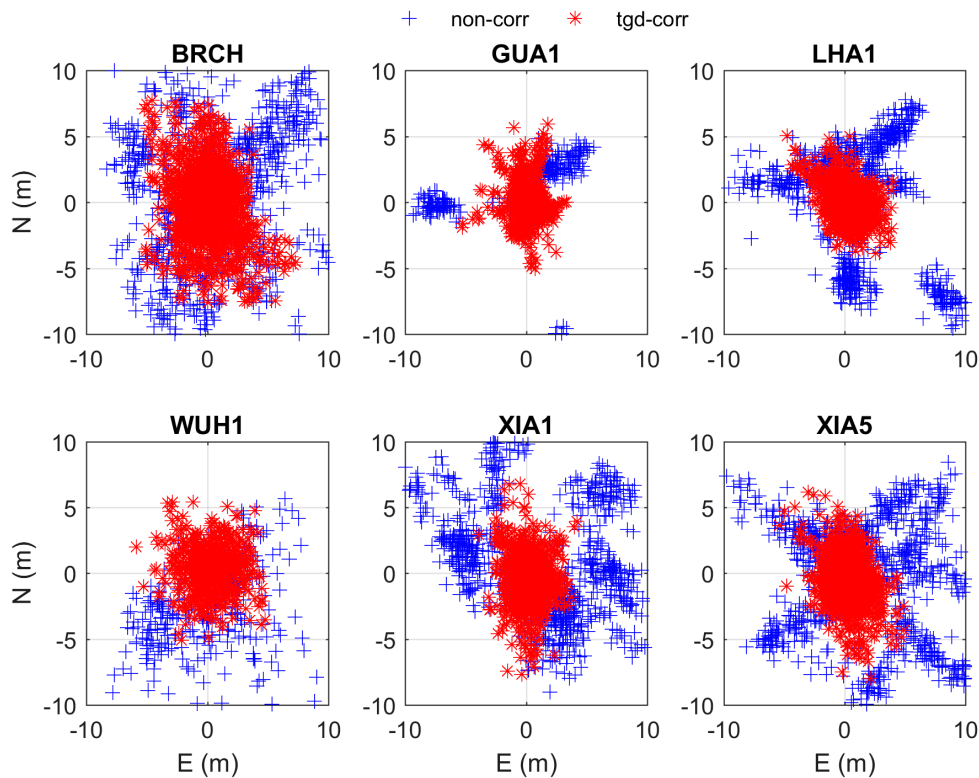 non-corr tgd-corr
BRCH GUA1 LHA1
10 10 10
5 5 5
0 0 0
-5 -5 -5
-10 -10 -10
-10 0 10 -10 0 10 -10 0 10
N (m)
WUH1 XIA1 XIA5
10 10 10
5 5 5
0 0 0
-5 -5 -5
-10 -10 -10
-10 0 10 -10 0 10 -10 0 10
N (m)
E (m) E (m) E (m)